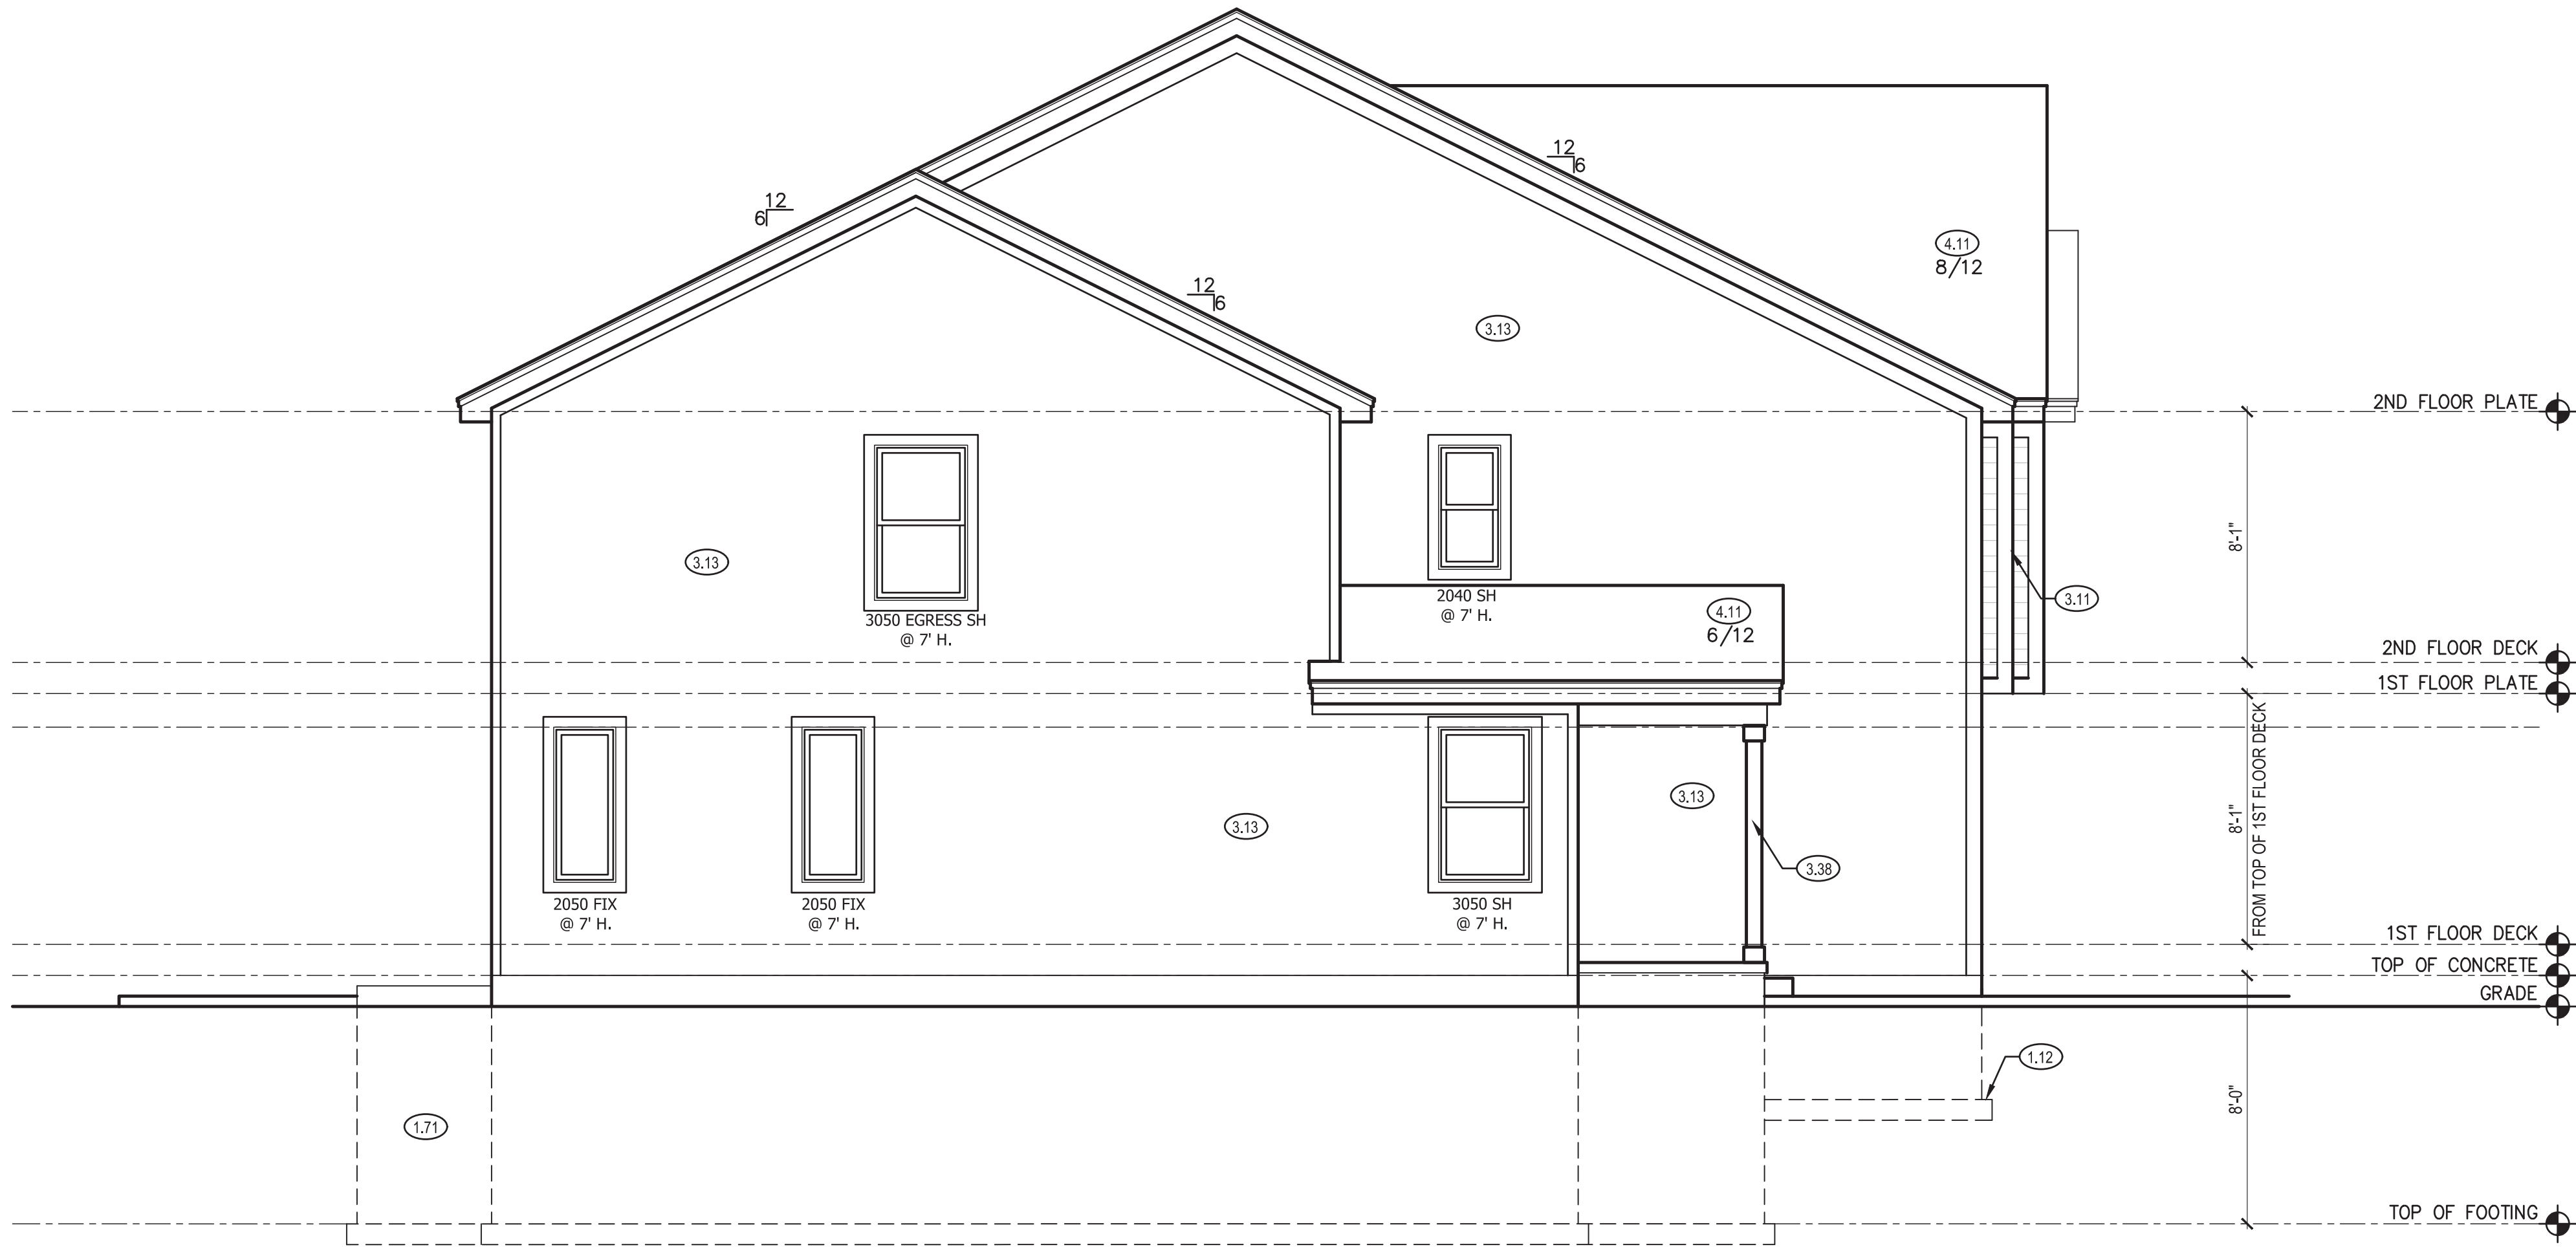 12
6
12
6
12
6
4.11
8/12
3.13
2ND FLOOR PLATE
8'-1"
3.13
3050 EGRESS SH
@ 7' H.
2040 SH
@ 7' H.
4.11
6/12
3.11
2ND FLOOR DECK
1ST FLOOR PLATE
8'-1"
FROM TOP OF 1ST FLOOR DECK
3.13
3.13
3.38
2050 FIX
@ 7' H.
2050 FIX
@ 7' H.
3050 SH
@ 7' H.
1ST FLOOR DECK
TOP OF CONCRETE
GRADE
1.12
8'-0"
1.71
TOP OF FOOTING